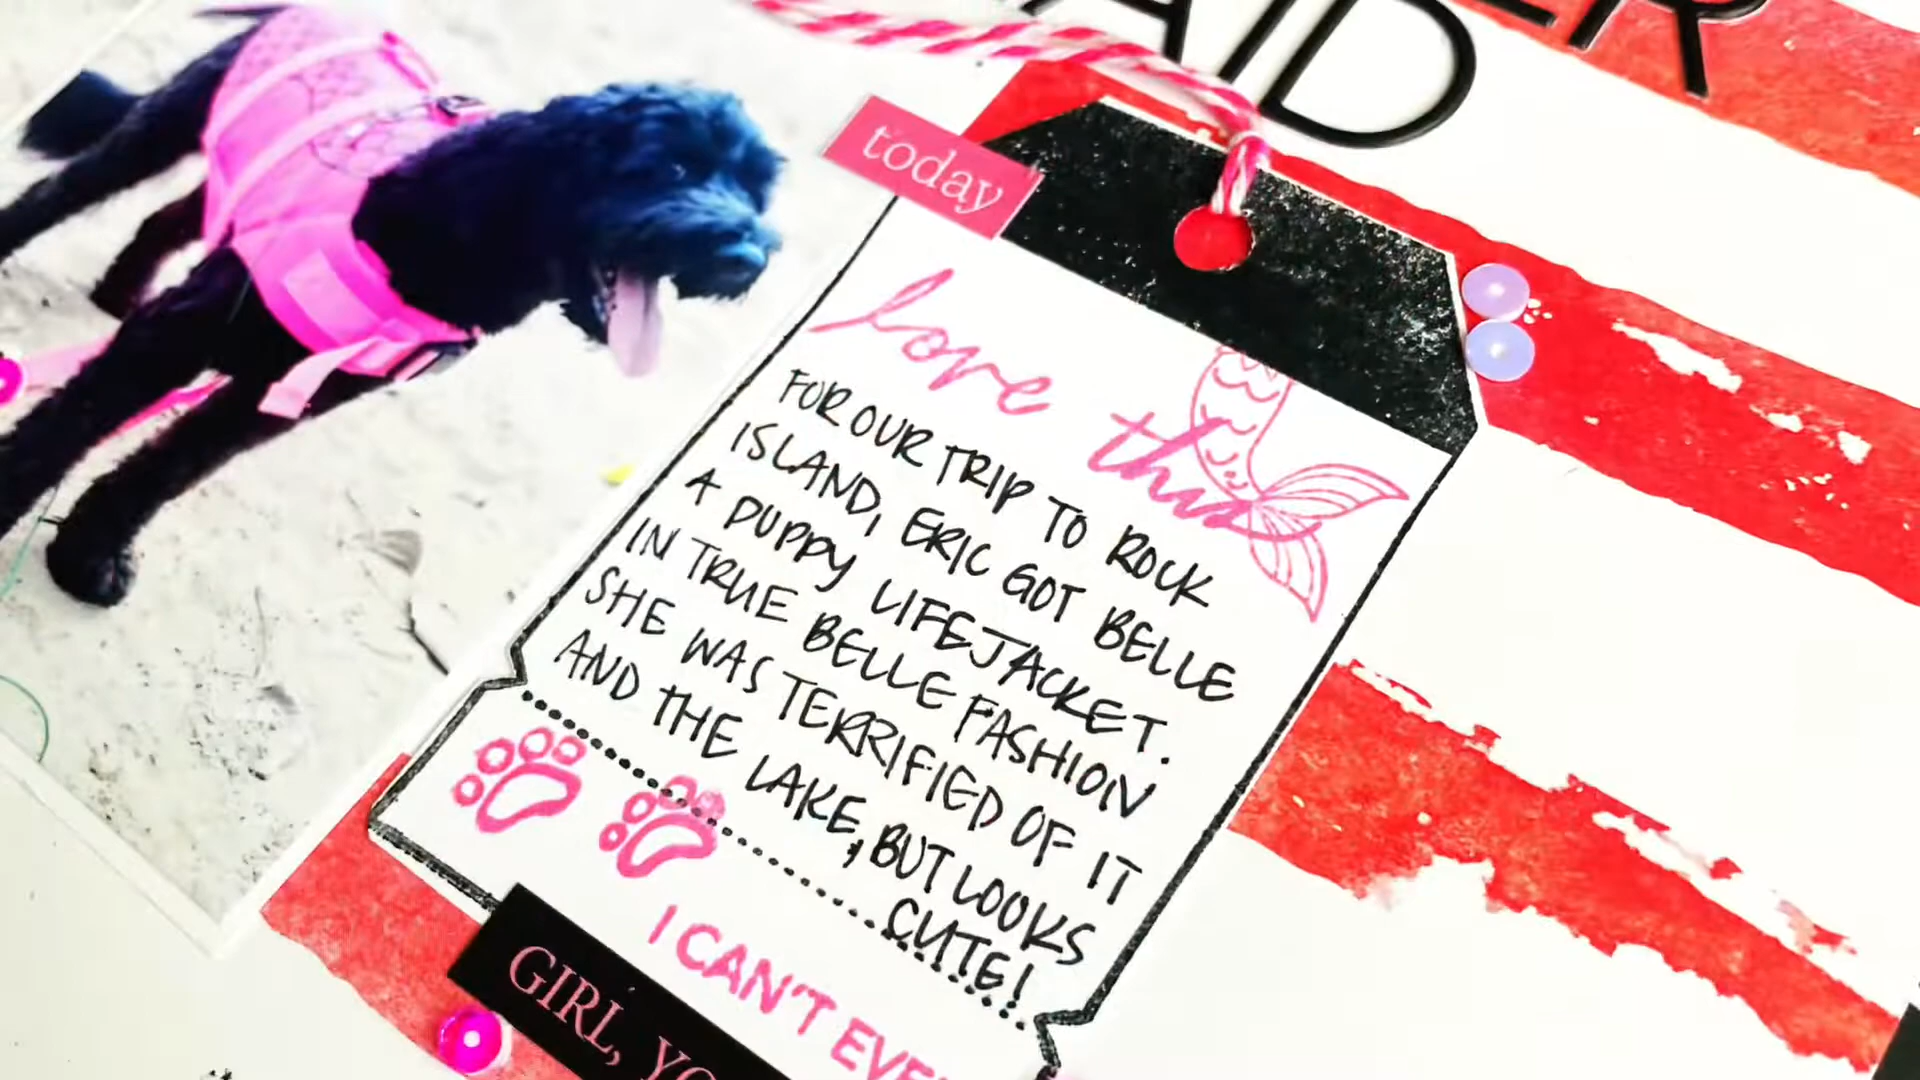 AID
today
love this
FOR OUR TRIP TO ROCK
ISLAND, ERIC GOT BELLE
A PUPPY LIFEJACKET.
IN TRUE BELLE FASHION
SHE WAS TERRIFIED OF IT
AND THE LAKE, BUT LOOKS
CUTE!
I CAN'T EVE
GIRL, YO